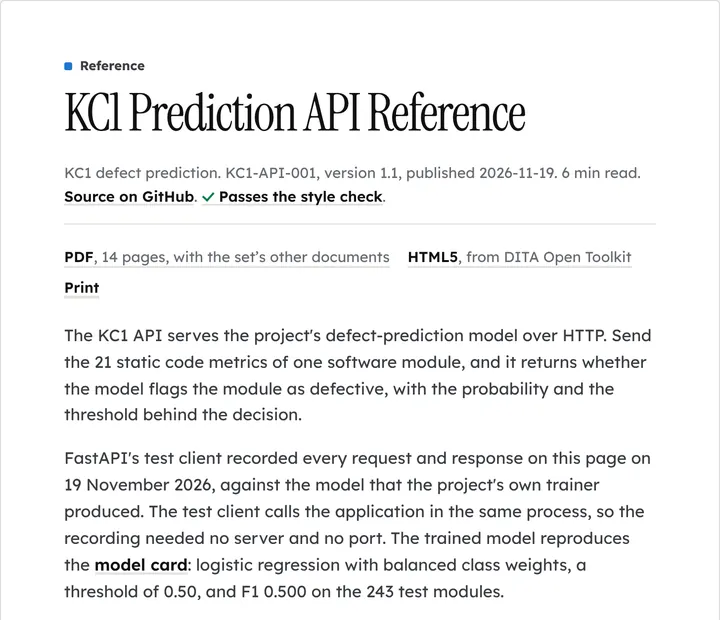 Reference
KC1 Prediction API Reference
KC1 defect prediction. KC1-API-001, version 1.1, published 2026-11-19. 6 min read.
Source on GitHub. ✓ Passes the style check.
PDF, 14 pages, with the set’s other documents HTML5, from DITA Open Toolkit
Print
The KC1 API serves the project's defect-prediction model over HTTP. Send
the 21 static code metrics of one software module, and it returns whether
the model flags the module as defective, with the probability and the
threshold behind the decision.
FastAPI's test client recorded every request and response on this page on
19 November 2026, against the model that the project's own trainer
produced. The test client calls the application in the same process, so the
recording needed no server and no port. The trained model reproduces
the model card: logistic regression with balanced class weights, a
threshold of 0.50, and F1 0.500 on the 243 test modules.